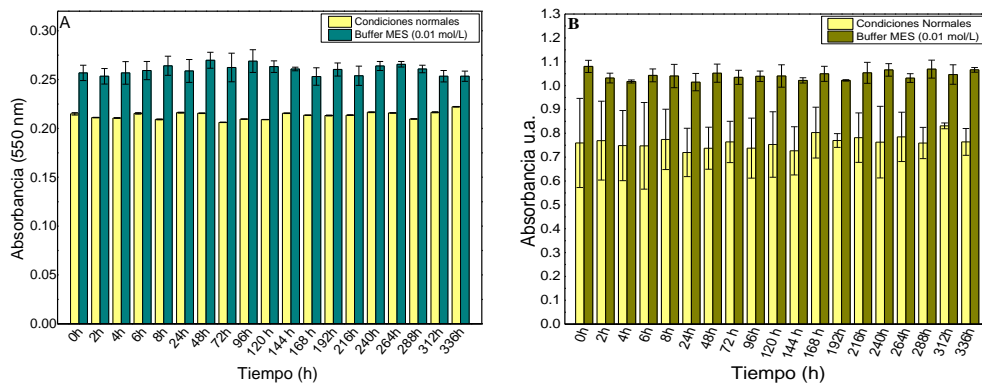 A
Condiciones normales
Buffer MES (0.01 mol/L)
Absorbancia (550 nm)
0.30
0.25
0.20
0.15
0.10
0.05
0.00
0h 2h 4h 6h 8h 24h 48h 72h 96h 120 h 144 h 168 h 192h 216h 240h 264h 288h 312h 336h
Tiempo (h)
B
Condiciones Normales
Buffer MES (0.01 mol/L)
Absorbancia u.a.
1.3
1.2
1.1
1.0
0.9
0.8
0.7
0.6
0.5
0.4
0.3
0.2
0.1
0.0
0h 2h 4h 6h 8h 24h 48h 72 h 96h 120 h 144 h 168 h 192h 216h 240h 264h 288h 312h 336h
Tiempo (h)